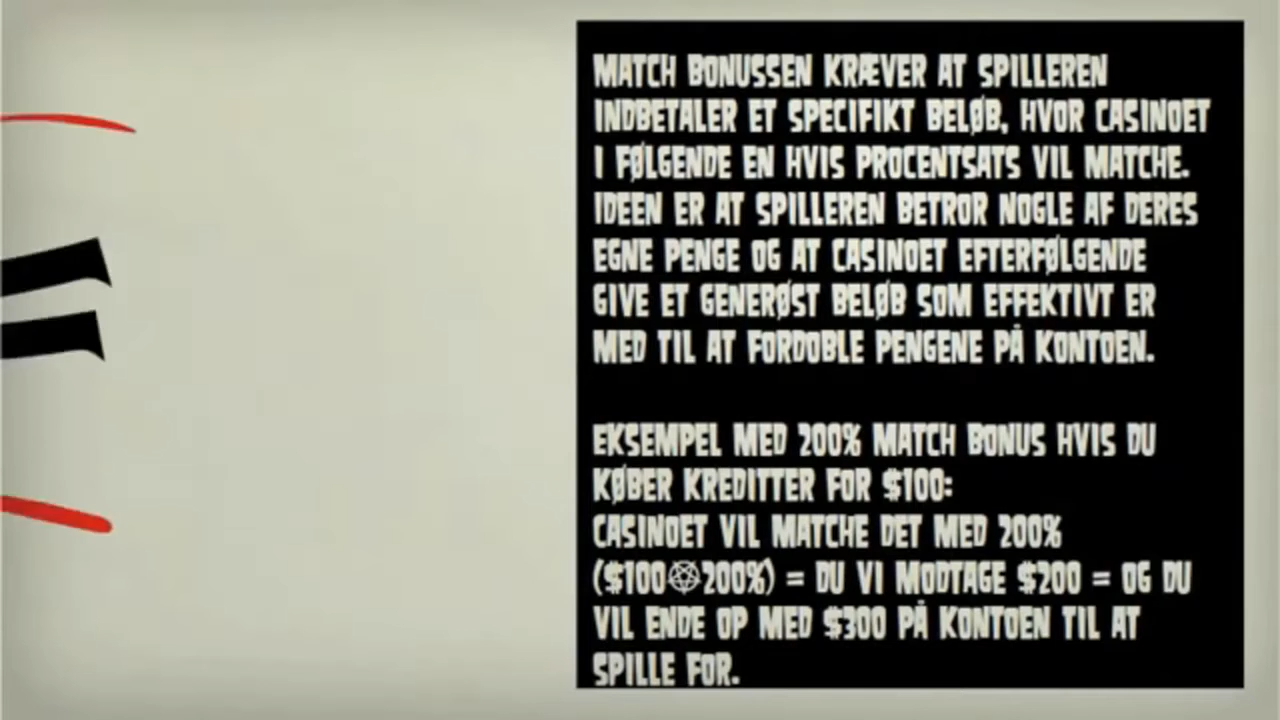 MATCH BONUSSEN KRÆVER AT SPILLEREN
INDBETALER ET SPECIFIKT BELØB, HVOR CASINOET
I FØLGENDE EN HVIS PROCENTSATS VIL MATCHE.
IDEEN ER AT SPILLEREN BETROR NOGLE AF DERES
EGNE PENGE OG AT CASINOET EFTERFØLGENDE
GIVE ET GENERØST BELØB SOM EFFEKTIVT ER
MED TIL AT FORDOBLE PENGENE PÅ KONTOEN.
EKSEMPEL MED 200% MATCH BONUS HVIS DU
KØBER KREDITTER FOR $100:
CASINOET VIL MATCHE DET MED 200%
($100⛧200%) = DU VI MODTAGE $200 = OG DU
VIL ENDE OP MED $300 PÅ KONTOEN TIL AT
SPILLE FOR.